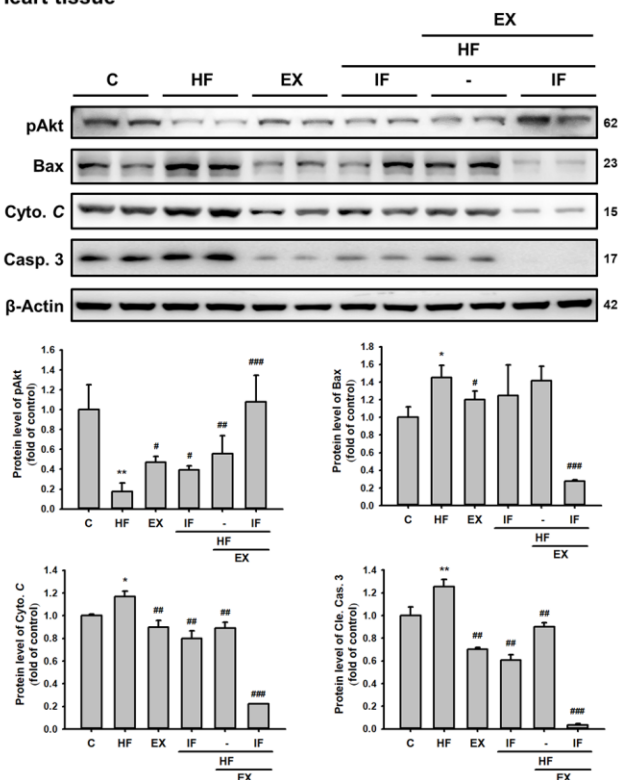 EX
HF
C HF EX IF - IF
pAkt 62
Bax 23
Cyto. C 15
Casp. 3 17
β-Actin 42
Protein level of pAkt
(fold of control)
1.6
1.4
1.2
1.0
0.8
0.6
0.4
0.2
0.0
** # # ## ###
C HF EX IF - IF
HF
EX
Protein level of Bax
(fold of control)
1.8
1.6
1.4
1.2
1.0
0.8
0.6
0.4
0.2
0.0
* # ###
C HF EX IF - IF
HF
EX
Protein level of Cyto. C
(fold of control)
1.4
1.2
1.0
0.8
0.6
0.4
0.2
0.0
* ## ## ## ###
C HF EX IF - IF
HF
EX
Protein level of Cle. Cas. 3
(fold of control)
1.4
1.2
1.0
0.8
0.6
0.4
0.2
0.0
** ## ## ## ###
C HF EX IF - IF
HF
EX